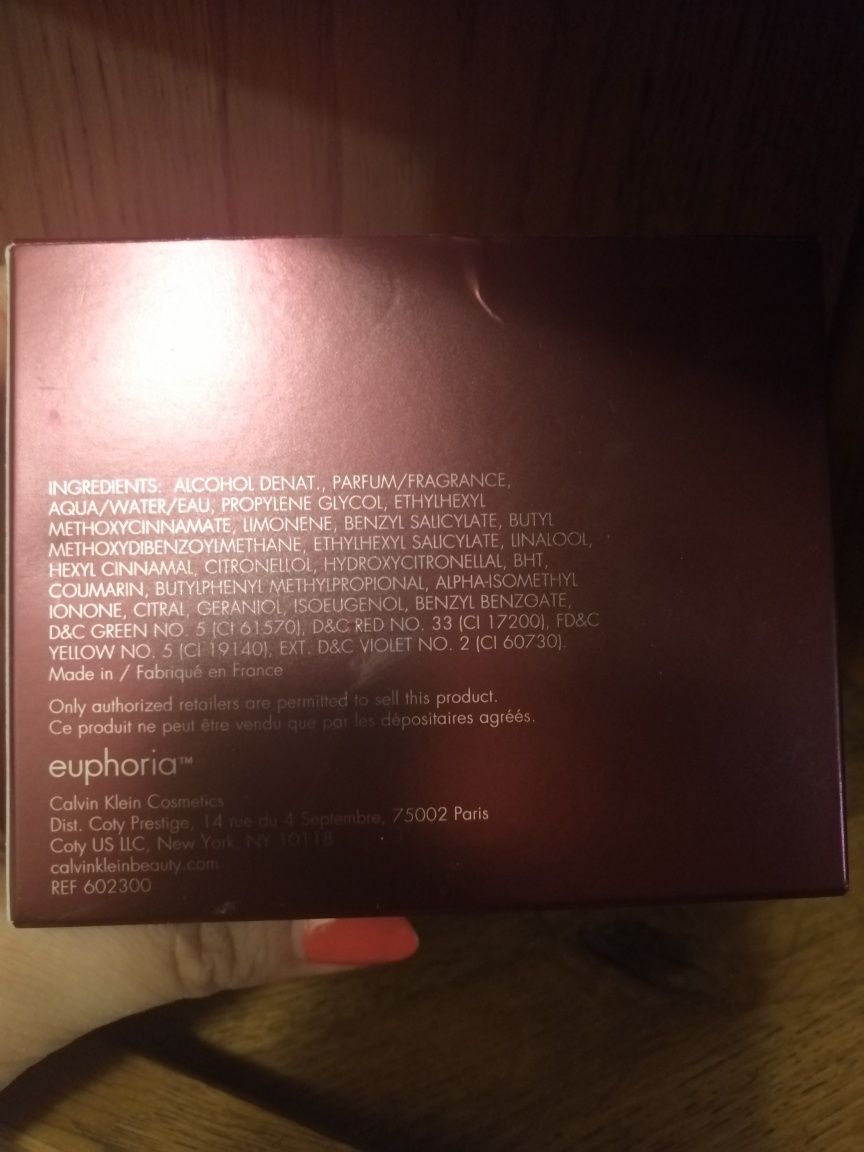 INGREDIENTS: ALCOHOL DENAT., PARFUM/FRAGRANCE,
AQUA/WATER/EAU, PROPYLENE GLYCOL, ETHYLHEXYL
METHOXYCINNAMATE, LIMONENE, BENZYL SALICYLATE, BUTYL
METHOXYDIBENZOYLMETHANE, ETHYLHEXYL SALICYLATE, LINALOOL,
HEXYL CINNAMAL, CITRONELLOL, HYDROXYCITRONELLAL, BHT,
COUMARIN, BUTYLPHENYL METHYLPROPIONAL, ALPHA-ISOMETHYL
IONONE, CITRAL, GERANIOL, ISOEUGENOL, BENZYL BENZOATE,
D&C GREEN NO. 5 (CI 61570), D&C RED NO. 33 (CI 17200), FD&C
YELLOW NO. 5 (CI 19140), EXT. D&C VIOLET NO. 2 (CI 60730).
Made in / Fabriqué en France
Only authorized retailers are permitted to sell this product.
Ce produit ne peut être vendu que par les dépositaires agréés.
euphoria™
Calvin Klein Cosmetics
Dist. Coty Prestige, 14 rue du 4 Septembre, 75002 Paris
Coty US LLC, New York, NY 10118
calvinkleinbeauty.com
REF 602300